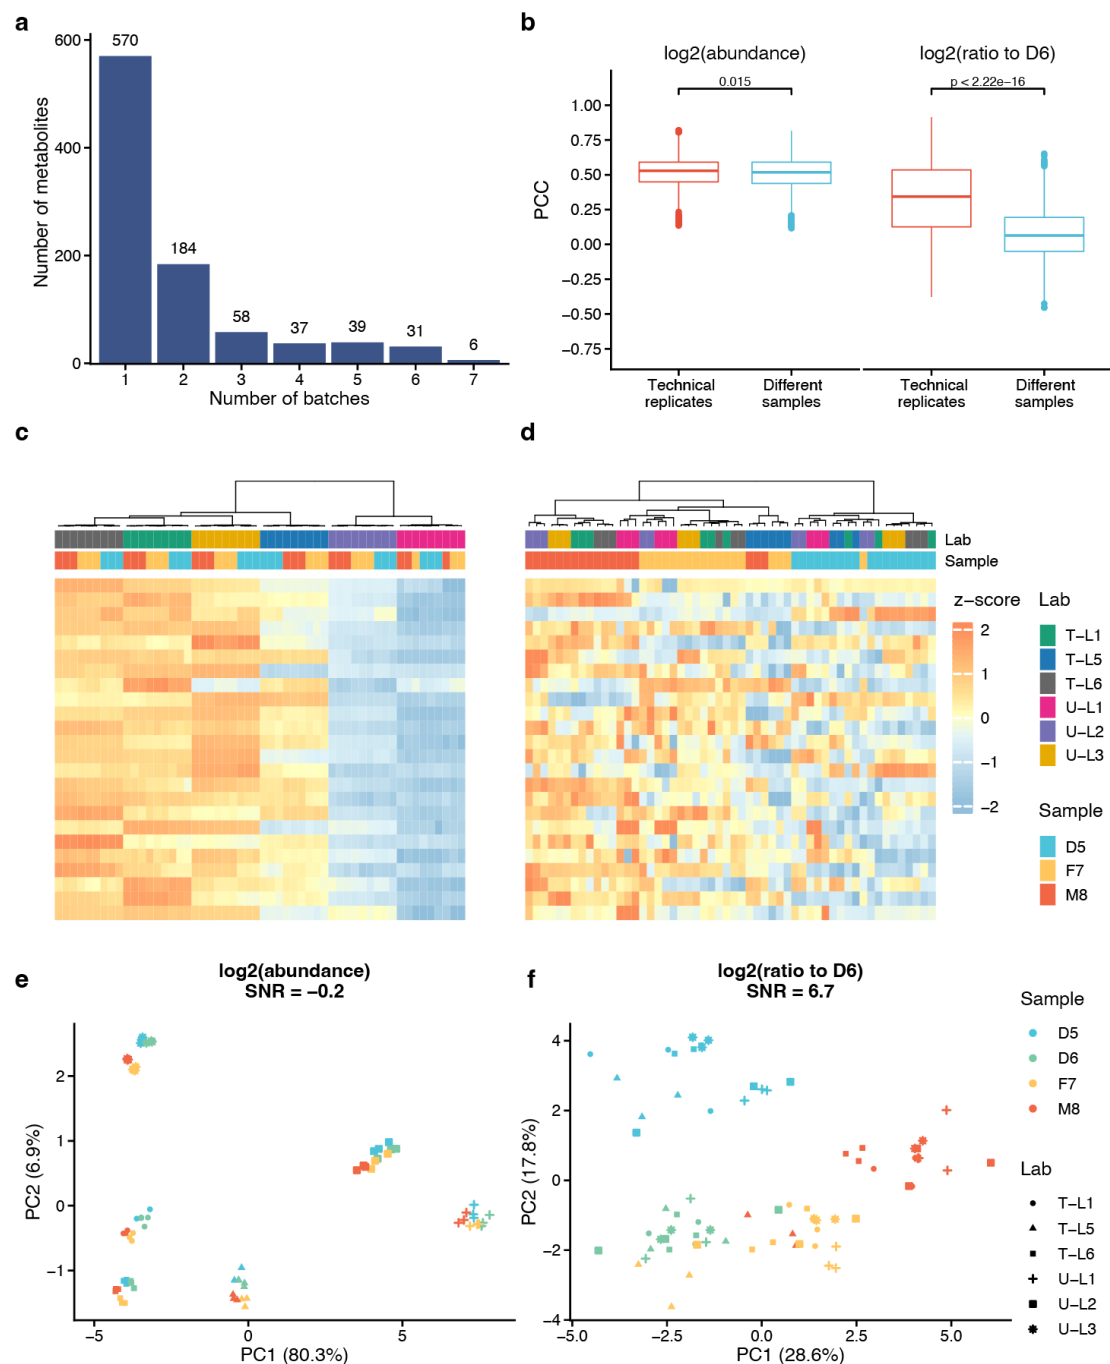 a
600
400
200
0
Number of metabolites
570
184
58
37
39
31
6
1 2 3 4 5 6 7
Number of batches
b
log2(abundance)
log2(ratio to D6)
0.015
p < 2.22e−16
PCC
1.00
0.75
0.50
0.25
0.00
−0.25
−0.50
−0.75
Technical
replicates
Different
samples
Technical
replicates
Different
samples
c
d
Lab
Sample
z−score
2
1
0
−1
−2
Lab
T−L1
T−L5
T−L6
U−L1
U−L2
U−L3
Sample
D5
F7
M8
e
log2(abundance)
SNR = −0.2
PC2 (6.9%)
2
1
0
−1
−5 0 5
PC1 (80.3%)
f
log2(ratio to D6)
SNR = 6.7
PC2 (17.8%)
4
2
0
−2
−4
−5.0 −2.5 0.0 2.5 5.0
PC1 (28.6%)
Sample
D5
D6
F7
M8
Lab
T−L1
T−L5
T−L6
U−L1
U−L2
U−L3